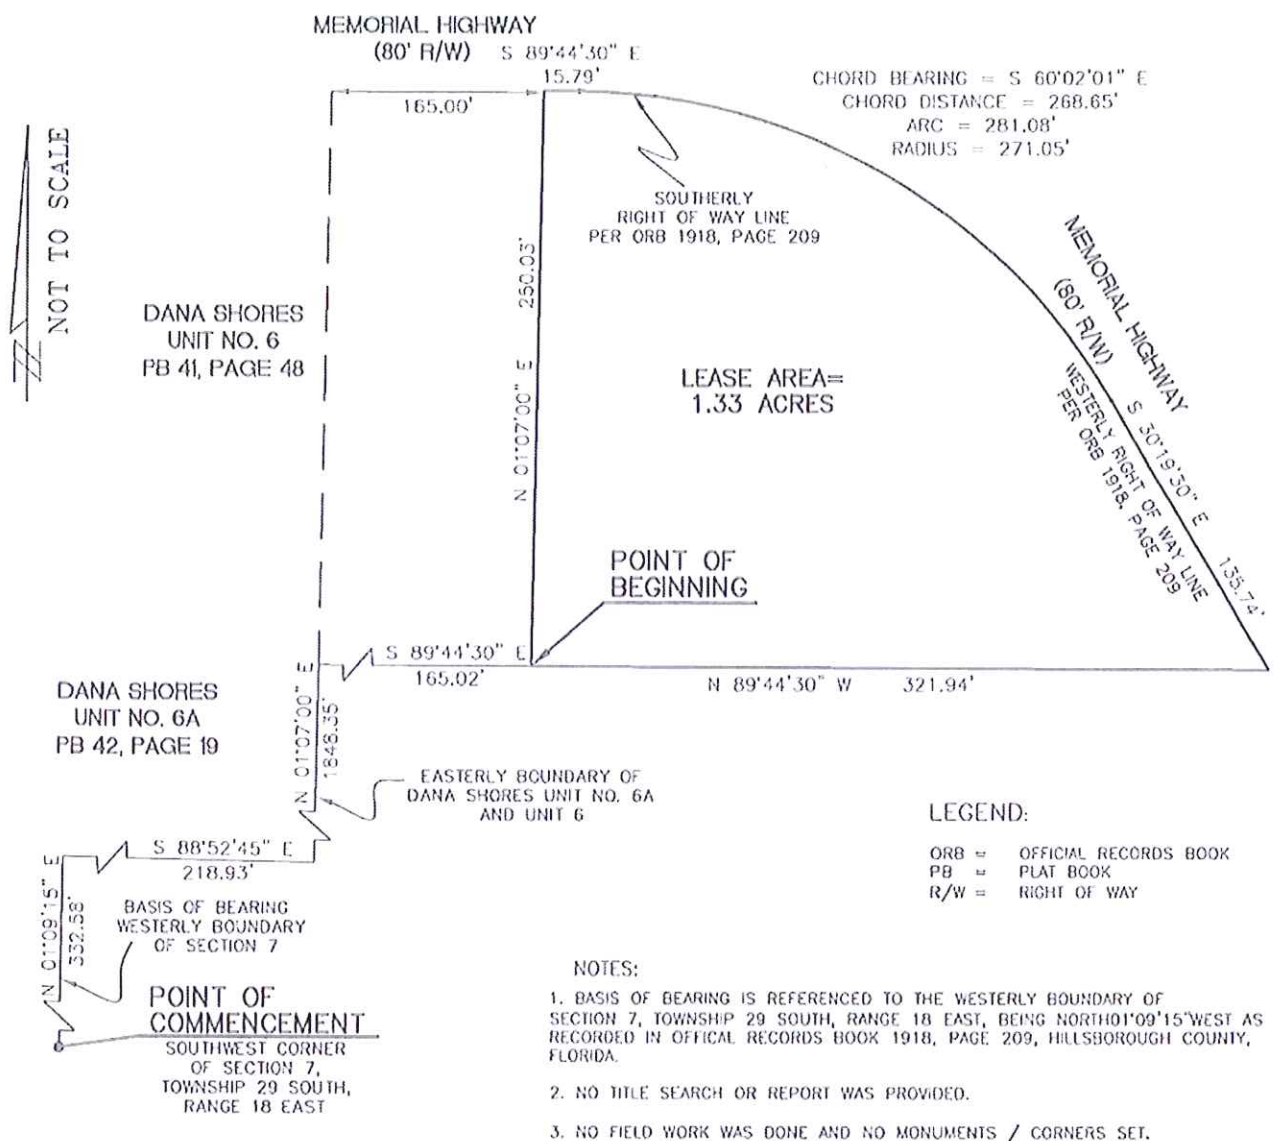 MEMORIAL HIGHWAY
(80' R/W)
S 89°44'30" E
15.79'
165.00'
CHORD BEARING = S 60°02'01" E
CHORD DISTANCE = 268.65'
ARC = 281.08'
RADIUS = 271.05'
NOT TO SCALE
SOUTHERLY
RIGHT OF WAY LINE
PER ORB 1918, PAGE 209
MEMORIAL HIGHWAY
(80' R/W)
250.03'
N 01°07'00" E
DANA SHORES
UNIT NO. 6
PB 41, PAGE 48
LEASE AREA=
1.33 ACRES
WESTERLY RIGHT OF WAY LINE
PER ORB 1918, PAGE 209
S 30°19'30" E 135.74'
POINT OF
BEGINNING
S 89°44'30" E
165.02'
N 89°44'30" W 321.94'
DANA SHORES
UNIT NO. 6A
PB 42, PAGE 19
N 01°07'00" E
1848.35'
EASTERLY BOUNDARY OF
DANA SHORES UNIT NO. 6A
AND UNIT 6
S 88°52'45" E
218.93'
N 01°09'15" E
332.58'
BASIS OF BEARING
WESTERLY BOUNDARY
OF SECTION 7
POINT OF
COMMENCEMENT
SOUTHWEST CORNER
OF SECTION 7,
TOWNSHIP 29 SOUTH,
RANGE 18 EAST
LEGEND:
ORB = OFFICIAL RECORDS BOOK
PB = PLAT BOOK
R/W = RIGHT OF WAY
NOTES:
1. BASIS OF BEARING IS REFERENCED TO THE WESTERLY BOUNDARY OF
SECTION 7, TOWNSHIP 29 SOUTH, RANGE 18 EAST, BEING NORTH01°09'15"WEST AS
RECORDED IN OFFICAL RECORDS BOOK 1918, PAGE 209, HILLSBOROUGH COUNTY,
FLORIDA.
2. NO TITLE SEARCH OR REPORT WAS PROVIDED.
3. NO FIELD WORK WAS DONE AND NO MONUMENTS / CORNERS SET.